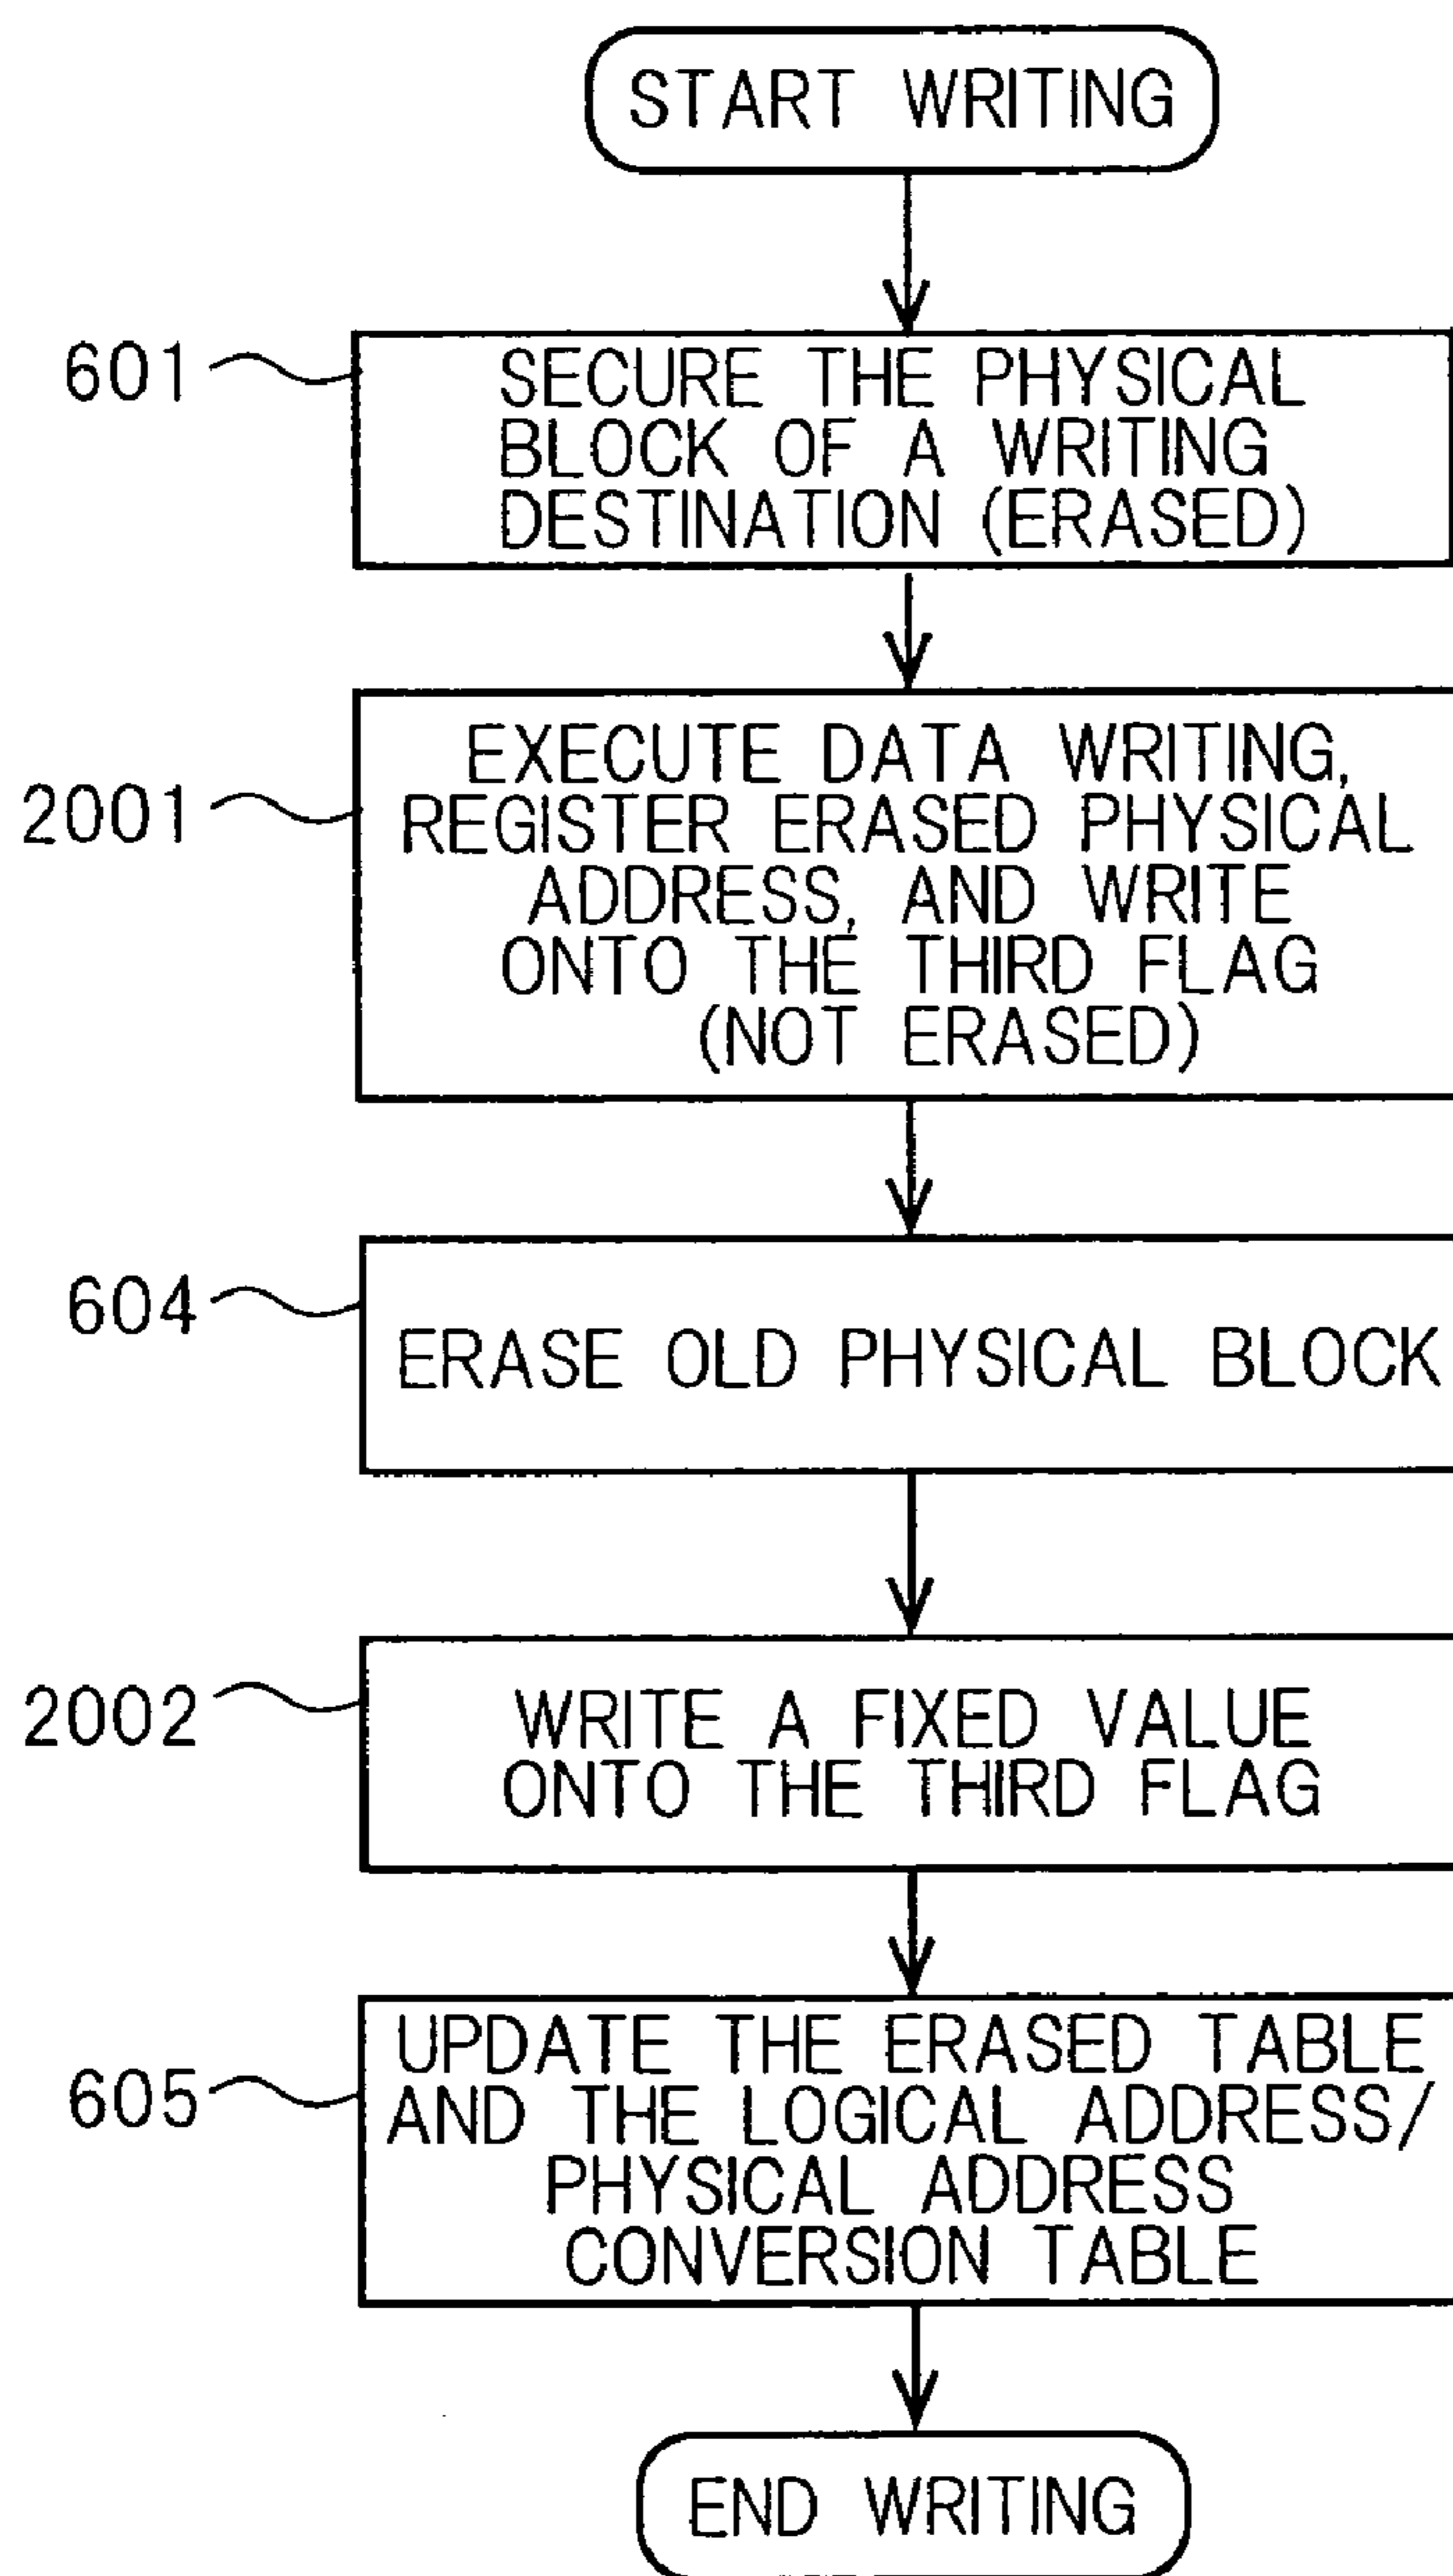 START WRITING
601
SECURE THE PHYSICAL
BLOCK OF A WRITING
DESTINATION (ERASED)
2001
EXECUTE DATA WRITING,
REGISTER ERASED PHYSICAL
ADDRESS, AND WRITE
ONTO THE THIRD FLAG
(NOT ERASED)
604
ERASE OLD PHYSICAL BLOCK
2002
WRITE A FIXED VALUE
ONTO THE THIRD FLAG
605
UPDATE THE ERASED TABLE
AND THE LOGICAL ADDRESS/
PHYSICAL ADDRESS
CONVERSION TABLE
END WRITING